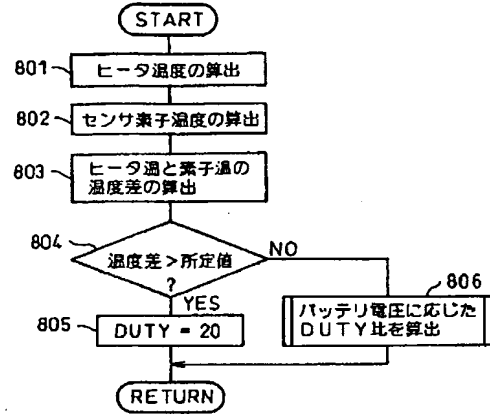 START
801
ヒータ温度の算出
802
センサ素子温度の算出
803
ヒータ温と素子温の
温度差の算出
804
温度差＞所定値
?
NO
YES
805
DUTY = 20
806
バッテリ電圧に応じた
DUTY比を算出
RETURN